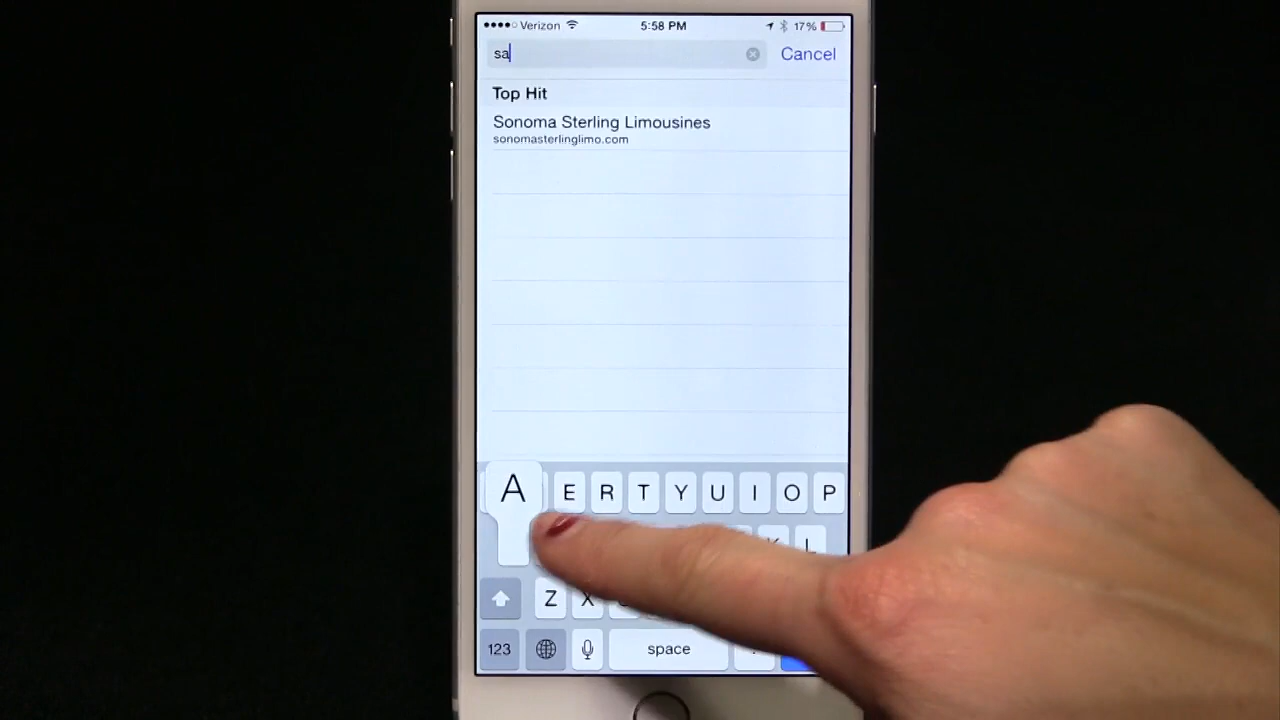 Verizon 5:58 PM 17%
sa Cancel
Top Hit
Sonoma Sterling Limousines
sonomasterlinglimo.com
A E R T Y U I O P
K L
Z X
123 space .